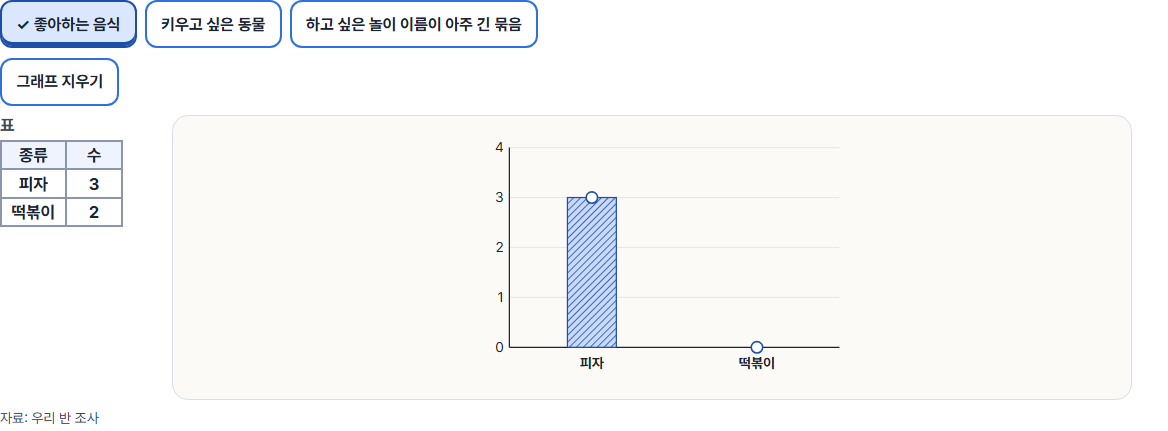 ✓ 좋아하는 음식 키우고 싶은 동물 하고 싶은 놀이 이름이 아주 긴 묶음
그래프 지우기
표
종류 수
피자 3
떡볶이 2
4
3
2
1
0
피자 떡볶이
자료: 우리 반 조사